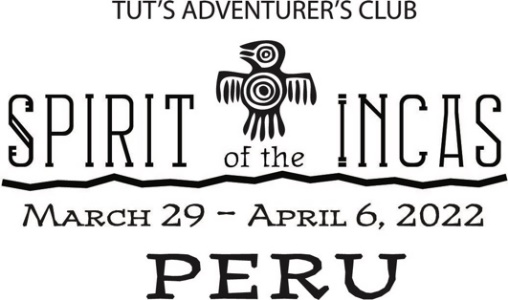 TUT'S ADVENTURER'S CLUB
SPIRIT of the INCAS
MARCH 29 – APRIL 6, 2022
PERU